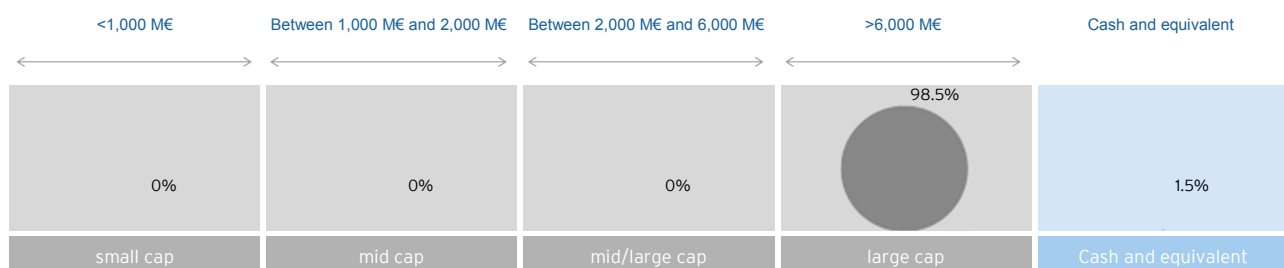 <1,000 M€
Between 1,000 M€ and 2,000 M€
Between 2,000 M€ and 6,000 M€
>6,000 M€
Cash and equivalent
0%
0%
0%
98.5%
1.5%
small cap
mid cap
mid/large cap
large cap
Cash and equivalent